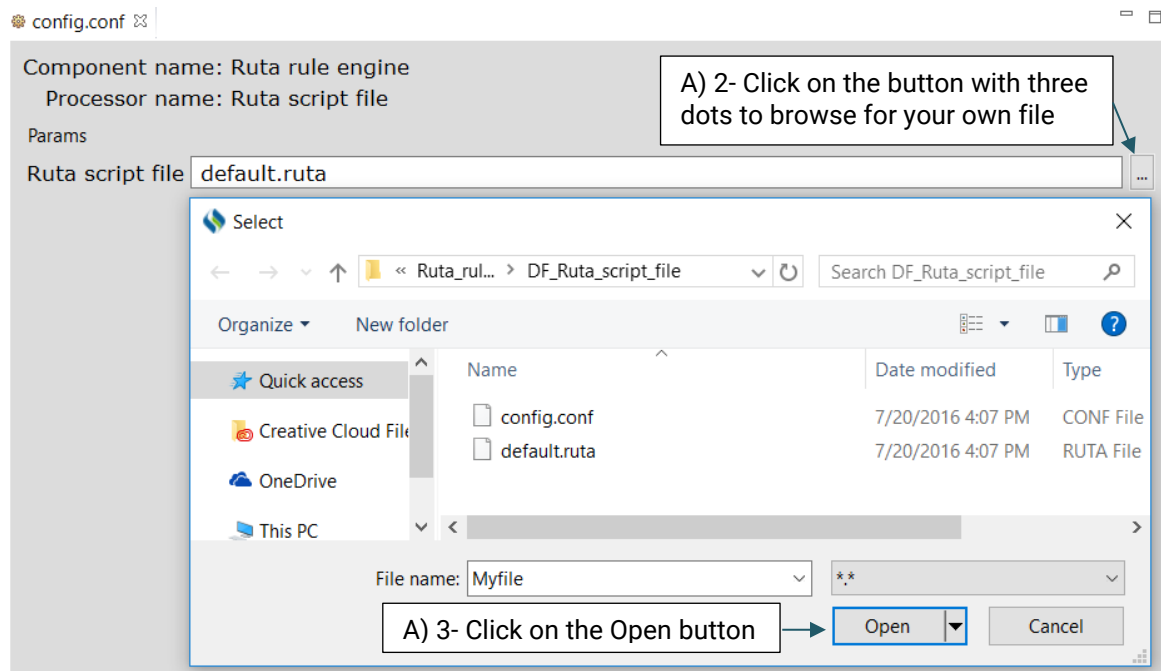 config.conf
Component name: Ruta rule engine
Processor name: Ruta script file
A) 2- Click on the button with three
dots to browse for your own file
Params
Ruta script file default.ruta ...
Select
« Ruta_rul... > DF_Ruta_script_file
Search DF_Ruta_script_file
Organize New folder
Name Date modified Type
Quick access
config.conf 7/20/2016 4:07 PM CONF File
Creative Cloud File
default.ruta 7/20/2016 4:07 PM RUTA File
OneDrive
This PC
File name: Myfile *.*
A) 3- Click on the Open button
Open Cancel